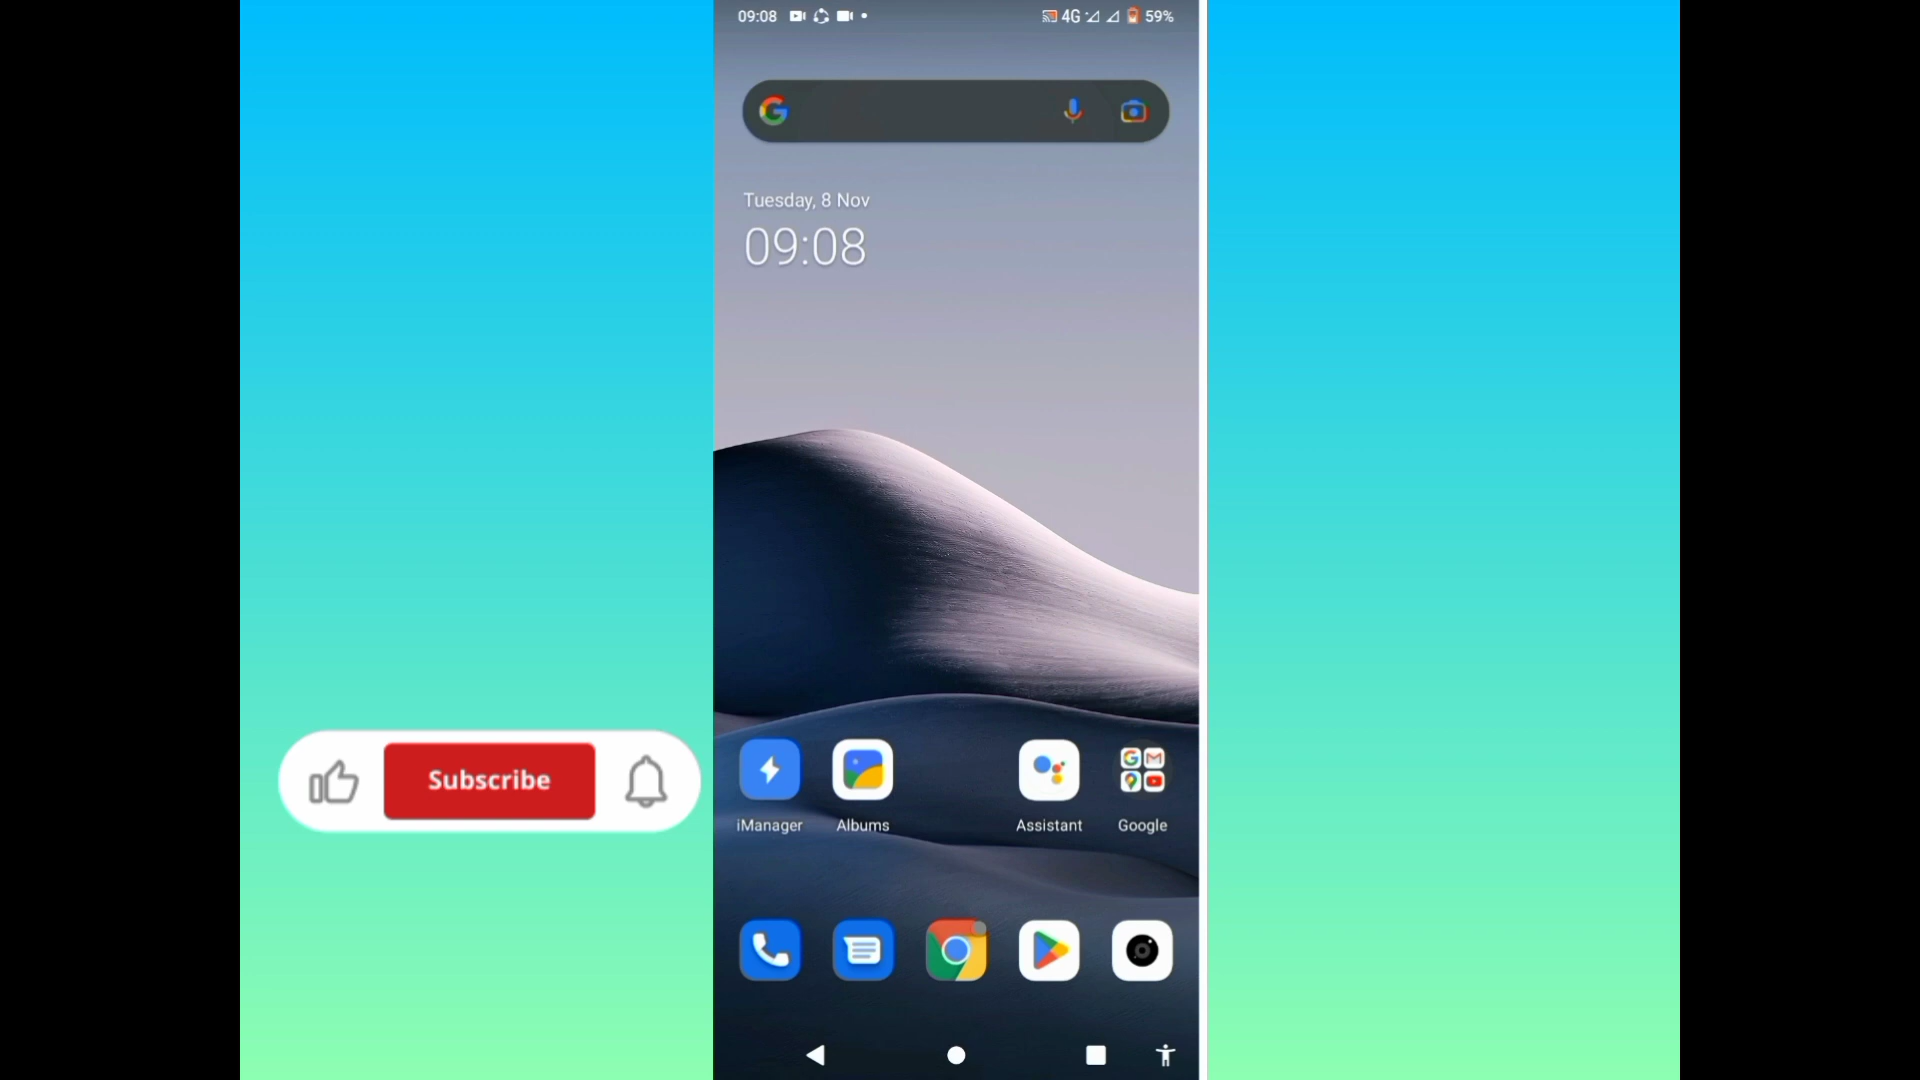 09:08
4G
59%
Tuesday, 8 Nov
09:08
Subscribe
iManager
Albums
Assistant
Google